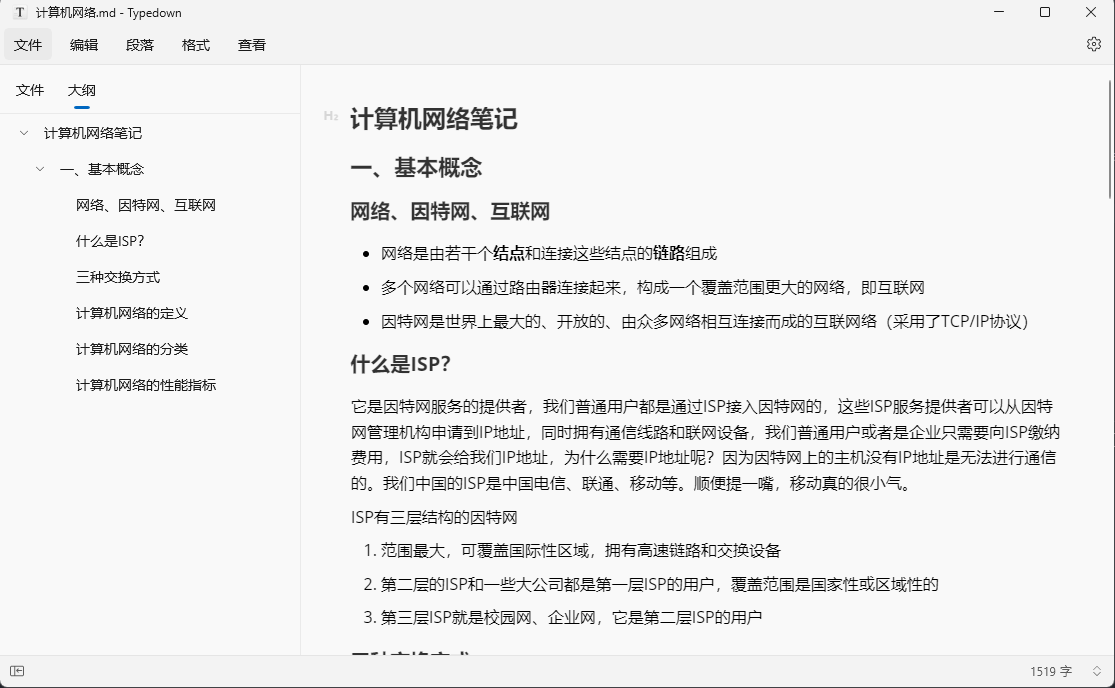 T 计算机网络.md - Typedown
文件 编辑 段落 格式 查看
文件 大纲
计算机网络笔记
一、基本概念
网络、因特网、互联网
什么是ISP？
三种交换方式
计算机网络的定义
计算机网络的分类
计算机网络的性能指标
H₂ 计算机网络笔记
一、基本概念
网络、因特网、互联网
• 网络是由若干个结点和连接这些结点的链路组成
• 多个网络可以通过路由器连接起来，构成一个覆盖范围更大的网络，即互联网
• 因特网是世界上最大的、开放的、由众多网络相互连接而成的互联网络（采用了TCP/IP协议）
什么是ISP？
它是因特网服务的提供者，我们普通用户都是通过ISP接入因特网的，这些ISP服务提供者可以从因特
网管理机构申请到IP地址，同时拥有通信线路和联网设备，我们普通用户或者是企业只需要向ISP缴纳
费用，ISP就会给我们IP地址，为什么需要IP地址呢？因为因特网上的主机没有IP地址是无法进行通信
的。我们中国的ISP是中国电信、联通、移动等。顺便提一嘴，移动真的很小气。
ISP有三层结构的因特网
1. 范围最大，可覆盖国际性区域，拥有高速链路和交换设备
2. 第二层的ISP和一些大公司都是第一层ISP的用户，覆盖范围是国家性或区域性的
3. 第三层ISP就是校园网、企业网，它是第二层ISP的用户
1519 字